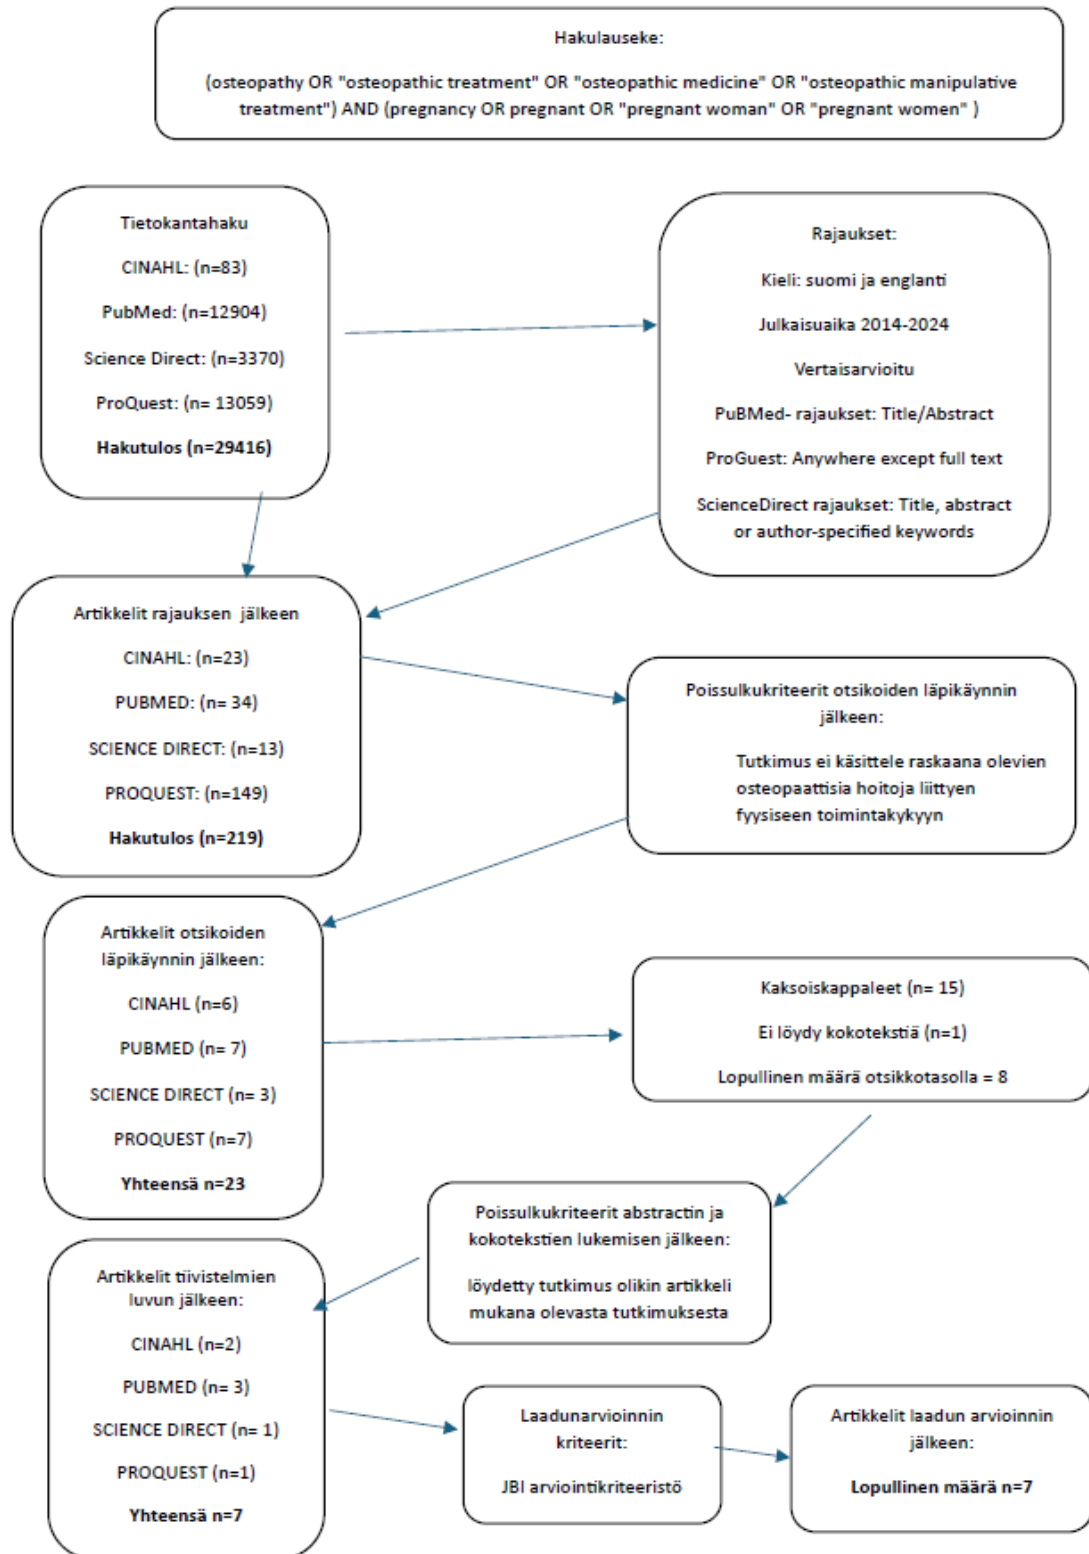 Hakulauseke:
(osteopathy OR "osteopathic treatment" OR "osteopathic medicine" OR "osteopathic manipulative
treatment") AND (pregnancy OR pregnant OR "pregnant woman" OR "pregnant women" )
Tietokantahaku
CINAHL: (n=83)
PubMed: (n=12904)
Science Direct: (n=3370)
ProQuest: (n= 13059)
Hakutulos (n=29416)
Rajaukset:
Kieli: suomi ja englanti
Julkaisuaika 2014-2024
Vertaisarvioitu
PuBMed- rajaukset: Title/Abstract
ProGuest: Anywhere except full text
ScienceDirect rajaukset: Title, abstract
or author-specified keywords
Artikkelit rajauksen jälkeen
CINAHL: (n=23)
PUBMED: (n= 34)
SCIENCE DIRECT: (n=13)
PROQUEST: (n=149)
Hakutulos (n=219)
Poissulkukriteerit otsikoiden läpikäynnin
jälkeen:
Tutkimus ei käsittele raskaana olevien
osteopaattisia hoitoja liittyen
fyysiseen toimintakykyyn
Artikkelit otsikoiden
läpikäynnin jälkeen:
CINAHL (n=6)
PUBMED (n= 7)
SCIENCE DIRECT (n= 3)
PROQUEST (n=7)
Yhteensä n=23
Kaksoiskappaleet (n= 15)
Ei löydy kokotekstiä (n=1)
Lopullinen määrä otsikkotasolla = 8
Poissulkukriteerit abstractin ja
kokotekstien lukemisen jälkeen:
löydetty tutkimus olikin artikkeli
mukana olevasta tutkimuksesta
Artikkelit tiivistelmien
luvun jälkeen:
CINAHL (n=2)
PUBMED (n= 3)
SCIENCE DIRECT (n= 1)
PROQUEST (n=1)
Yhteensä n=7
Laadunarvioinnin
kriteerit:
JBI arviointikriteeristö
Artikkelit laadun arvioinnin
jälkeen:
Lopullinen määrä n=7